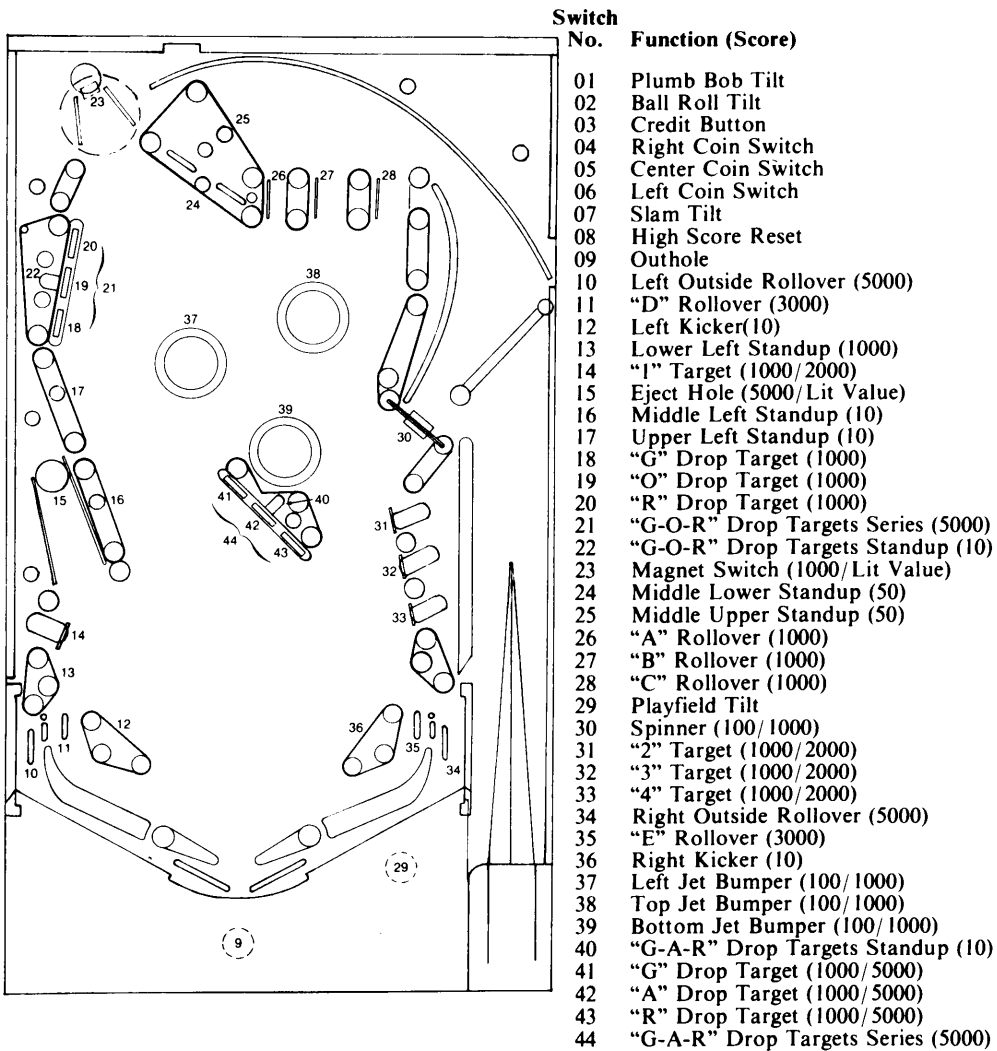 Switch
No. Function (Score)
01 Plumb Bob Tilt
02 Ball Roll Tilt
03 Credit Button
04 Right Coin Switch
05 Center Coin Switch
06 Left Coin Switch
07 Slam Tilt
08 High Score Reset
09 Outhole
10 Left Outside Rollover (5000)
11 “D” Rollover (3000)
12 Left Kicker(10)
13 Lower Left Standup (1000)
14 “1” Target (1000/2000)
15 Eject Hole (5000/Lit Value)
16 Middle Left Standup (10)
17 Upper Left Standup (10)
18 “G” Drop Target (1000)
19 “O” Drop Target (1000)
20 “R” Drop Target (1000)
21 “G-O-R” Drop Targets Series (5000)
22 “G-O-R” Drop Targets Standup (10)
23 Magnet Switch (1000/Lit Value)
24 Middle Lower Standup (50)
25 Middle Upper Standup (50)
26 “A” Rollover (1000)
27 “B” Rollover (1000)
28 “C” Rollover (1000)
29 Playfield Tilt
30 Spinner (100/1000)
31 “2” Target (1000/2000)
32 “3” Target (1000/2000)
33 “4” Target (1000/2000)
34 Right Outside Rollover (5000)
35 “E” Rollover (3000)
36 Right Kicker (10)
37 Left Jet Bumper (100/1000)
38 Top Jet Bumper (100/1000)
39 Bottom Jet Bumper (100/1000)
40 “G-A-R” Drop Targets Standup (10)
41 “G” Drop Target (1000/5000)
42 “A” Drop Target (1000/5000)
43 “R” Drop Target (1000/5000)
44 “G-A-R” Drop Targets Series (5000)
23
25
26 27 28
24
20
38
22 19 21
37
18
17
39
30
15 16
41 40
42 31
44 43
32
33
14
13
12 36
11 35
10 34
29
9